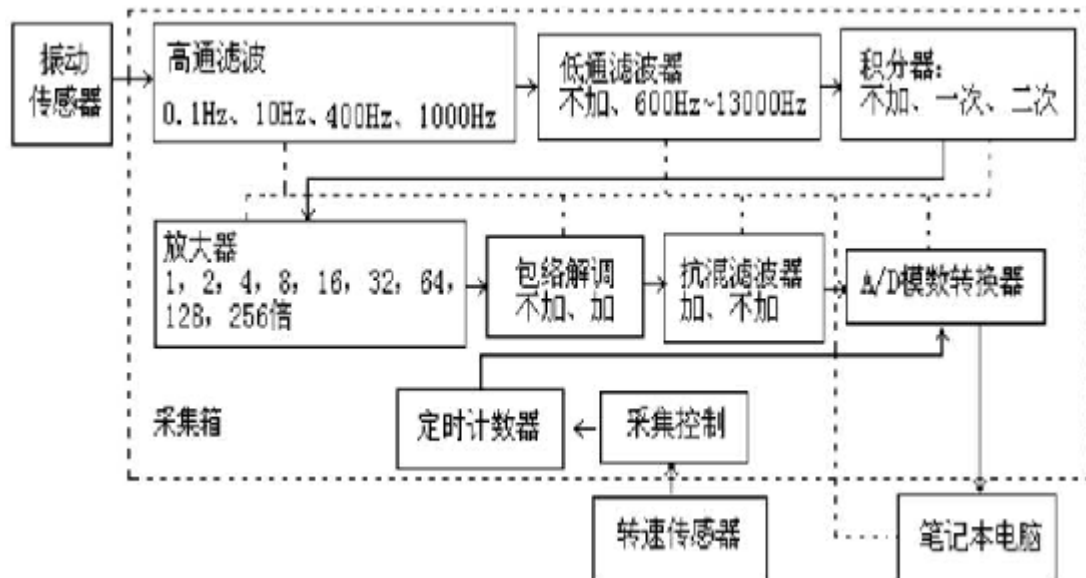 振动
传感器
高通滤波
0.1Hz、10Hz、400Hz、1000Hz
低通滤波器
不加、600Hz~13000Hz
积分器：
不加、一次、二次
放大器
1，2，4，8，16，32，64，
128，256倍
包络解调
不加、加
抗混滤波器
加、不加
A/D模数转换器
采集箱
定时计数器
采集控制
转速传感器
笔记本电脑